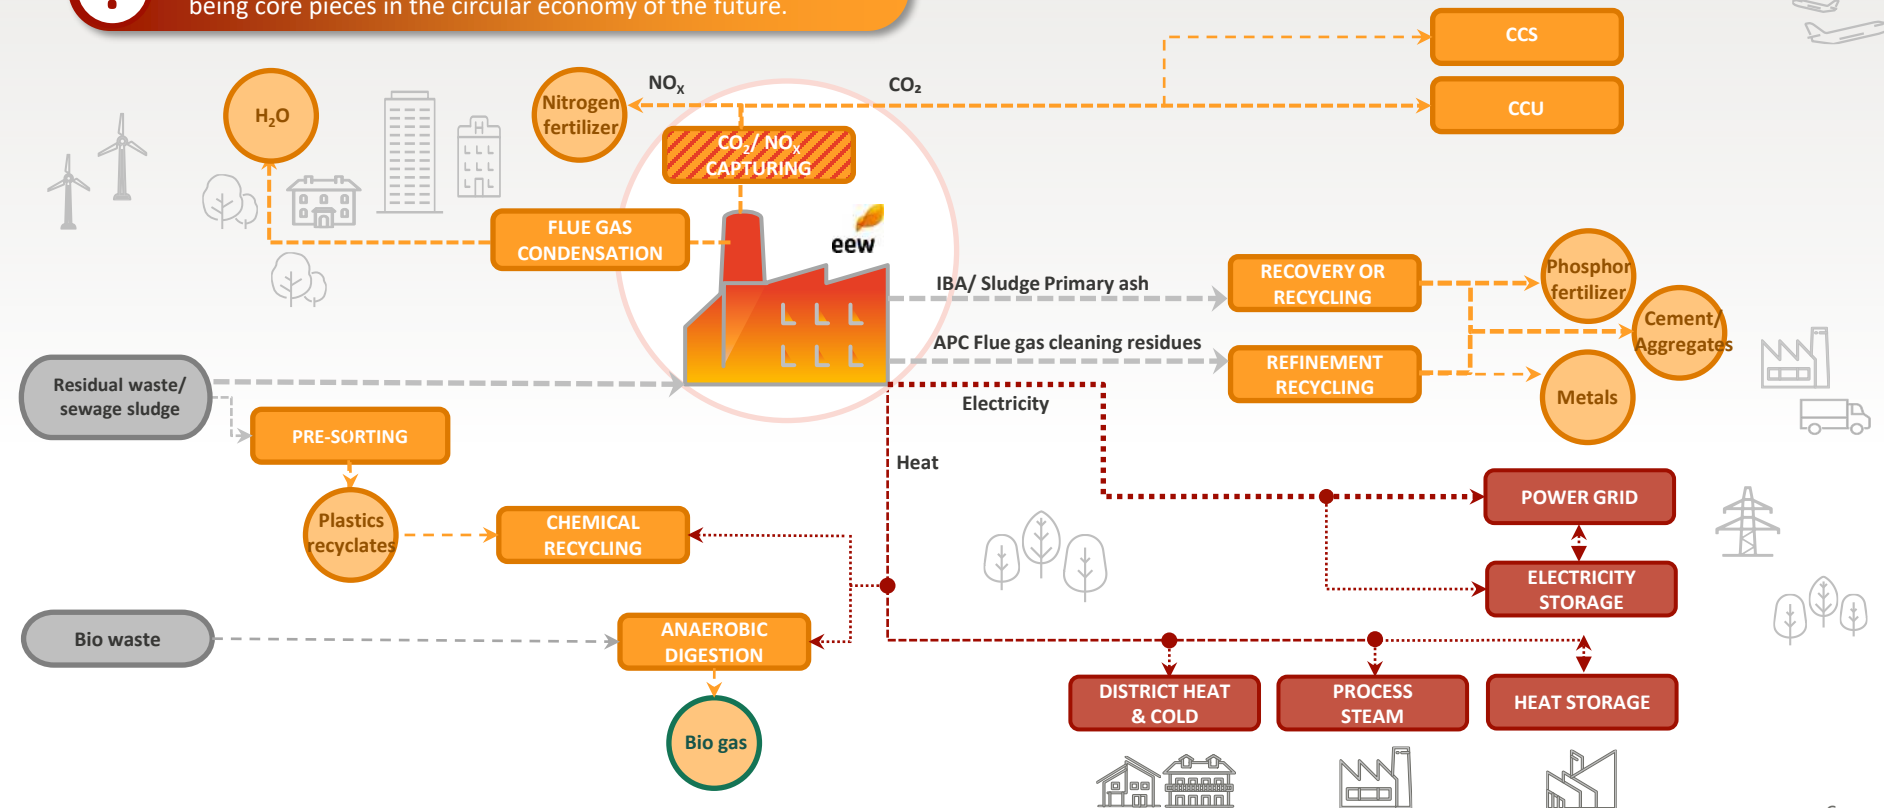 being core pieces in the circular economy of the future.
CCS
NOX
CO₂
H2O
Nitrogen
fertilizer
CCU
CO2/ NOX
CAPTURING
FLUE GAS
CONDENSATION
eew
IBA/ Sludge Primary ash
RECOVERY OR
RECYCLING
Phosphor
fertilizer
Cement/
Aggregates
APC Flue gas cleaning residues
REFINEMENT
RECYCLING
Metals
Residual waste/
sewage sludge
Electricity
PRE-SORTING
Heat
Plastics
recyclates
CHEMICAL
RECYCLING
POWER GRID
ELECTRICITY
STORAGE
Bio waste
ANAEROBIC
DIGESTION
Bio gas
DISTRICT HEAT
& COLD
PROCESS
STEAM
HEAT STORAGE